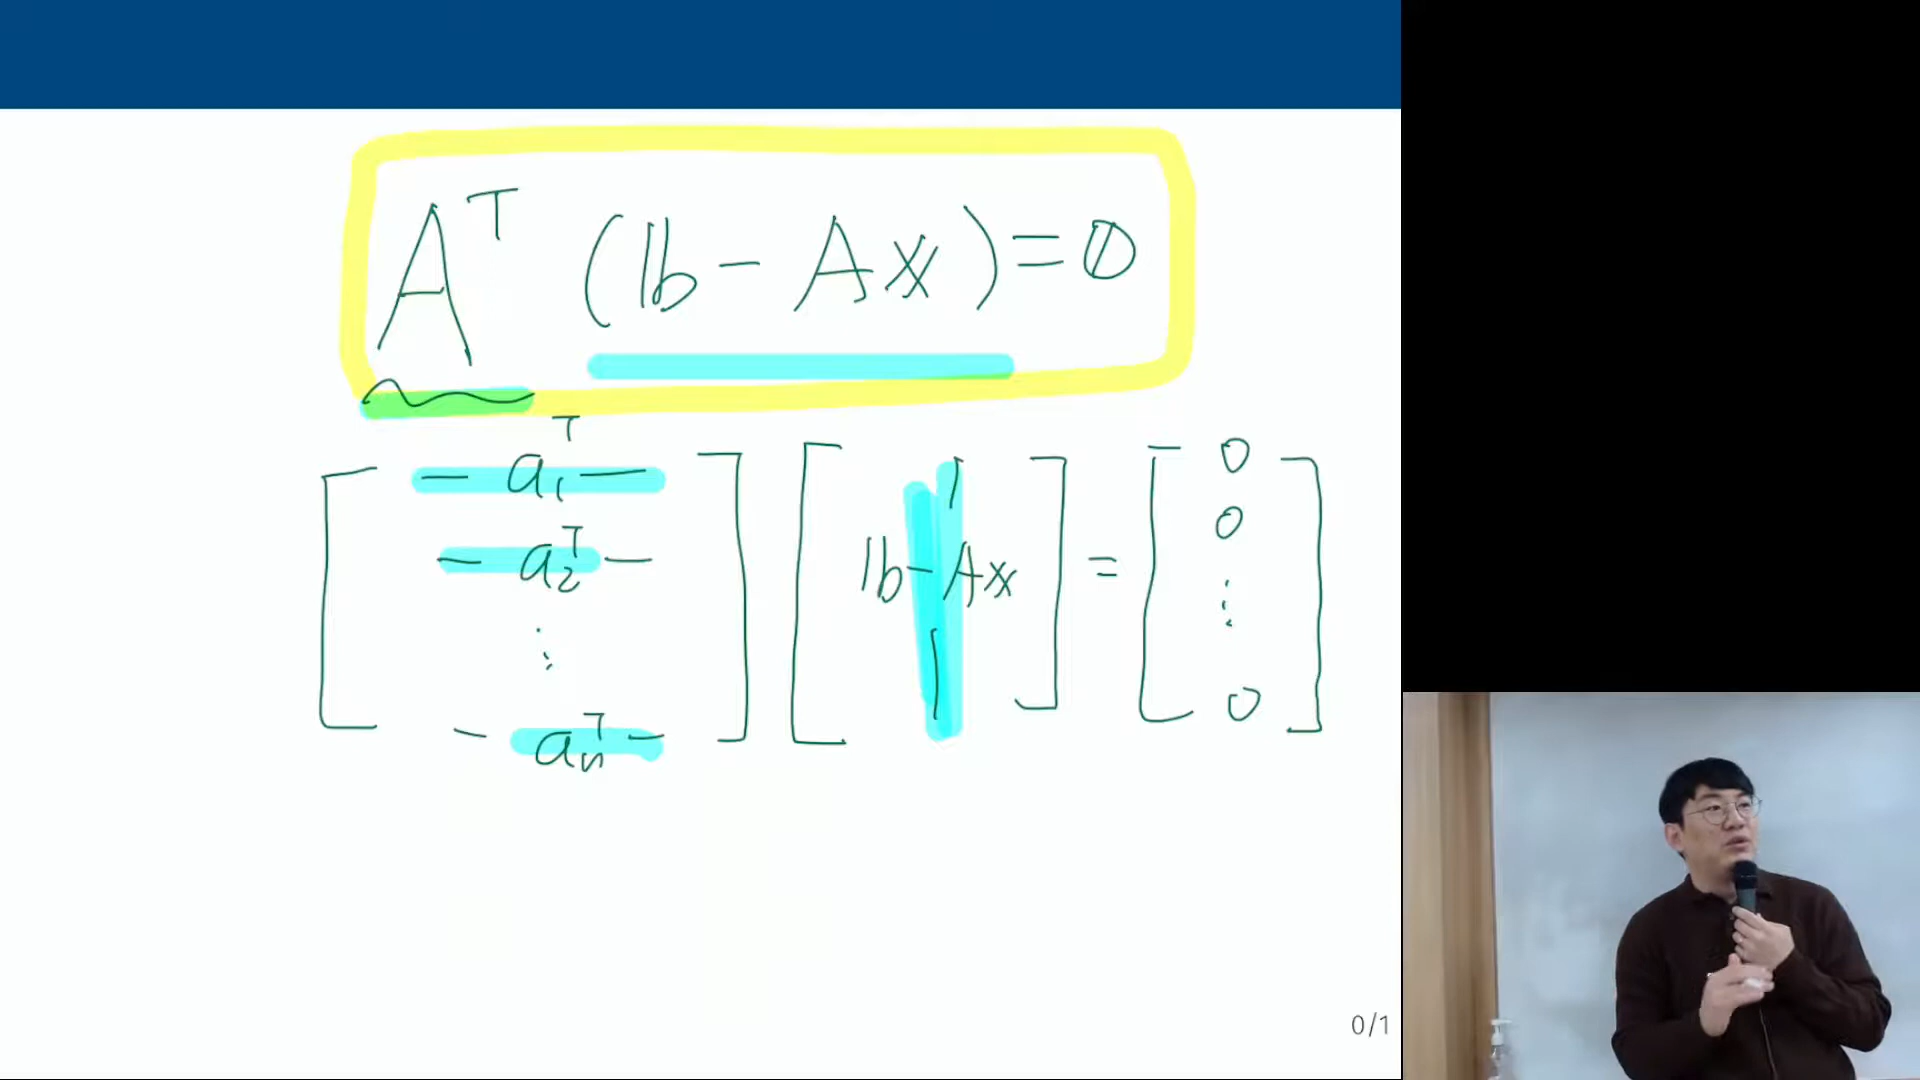 Aᵀ (𝕓 - A𝕩) = 𝟘
[ - a₁ᵀ - ] [ | ] [ 0 ]
[ - a₂ᵀ - ] [ 𝕓 - A𝕩 ] = [ 0 ]
[ ⋮ ] [ | ] [ ⋮ ]
[ - aₙᵀ - ] [ 0 ]
0/1